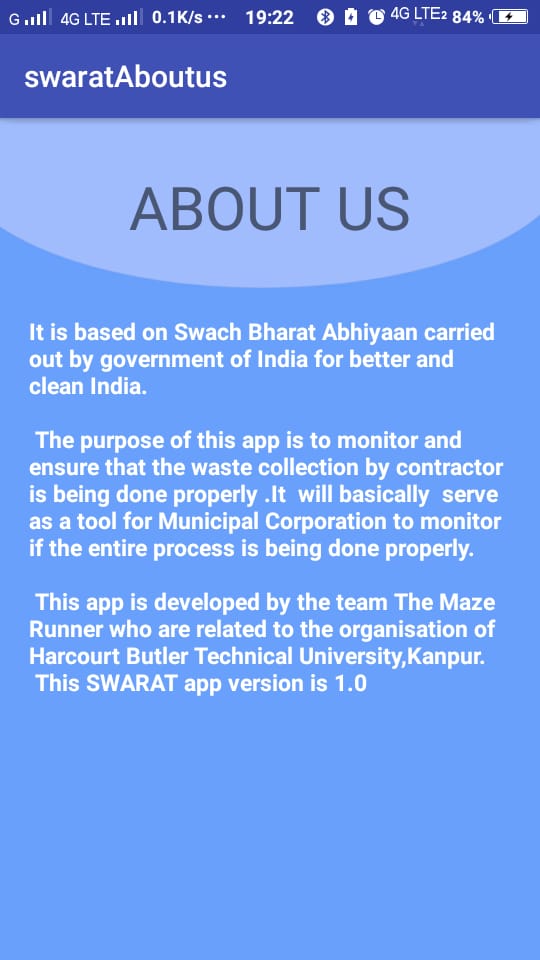 G 4G LTE 0.1K/s ··· 19:22 4G LTE2 84%
swaratAboutus
ABOUT US
It is based on Swach Bharat Abhiyaan carried
out by government of India for better and
clean India.
The purpose of this app is to monitor and
ensure that the waste collection by contractor
is being done properly .It  will basically  serve
as a tool for Municipal Corporation to monitor
if the entire process is being done properly.
This app is developed by the team The Maze
Runner who are related to the organisation of
Harcourt Butler Technical University,Kanpur.
This SWARAT app version is 1.0